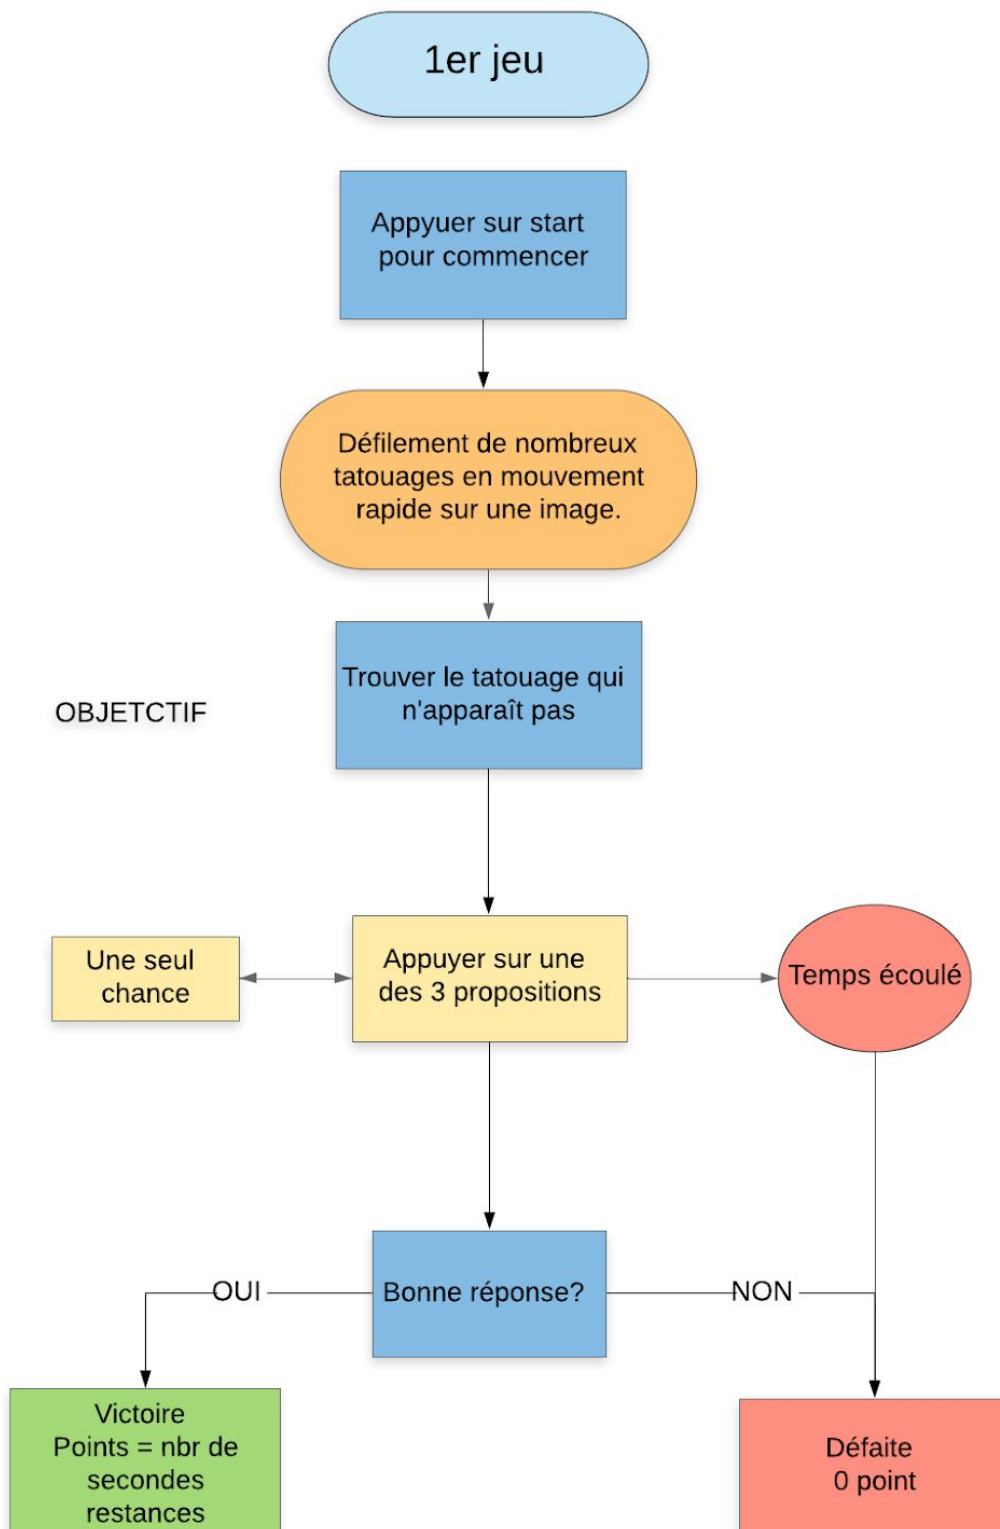 1er jeu
Appyuer sur start
pour commencer
Défilement de nombreux
tatouages en mouvement
rapide sur une image.
Trouver le tatouage qui
n'apparaît pas
OBJETCTIF
Une seul
chance
Appuyer sur une
des 3 propositions
Temps écoulé
OUI
Bonne réponse?
NON
Victoire
Points = nbr de
secondes
restances
Défaite
0 point